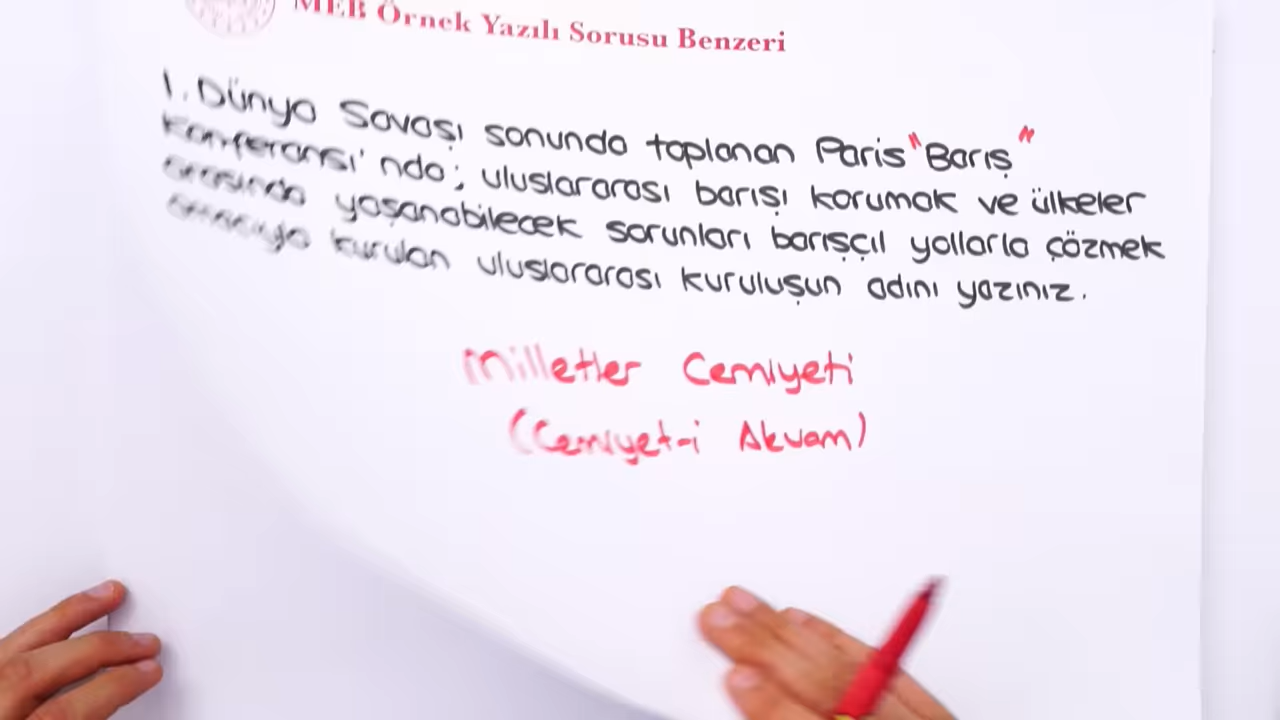 MEB Örnek Yazılı Sorusu Benzeri
1. Dünya Savaşı sonunda toplanan Paris "Barış"
Konferansı'nda; uluslararası barışı korumak ve ülkeler
arasında yaşanabilecek sorunları barışçıl yollarla çözmek
amacıyla kurulan uluslararası kuruluşun adını yazınız.
Milletler Cemiyeti
(Cemiyet-i Akvam)